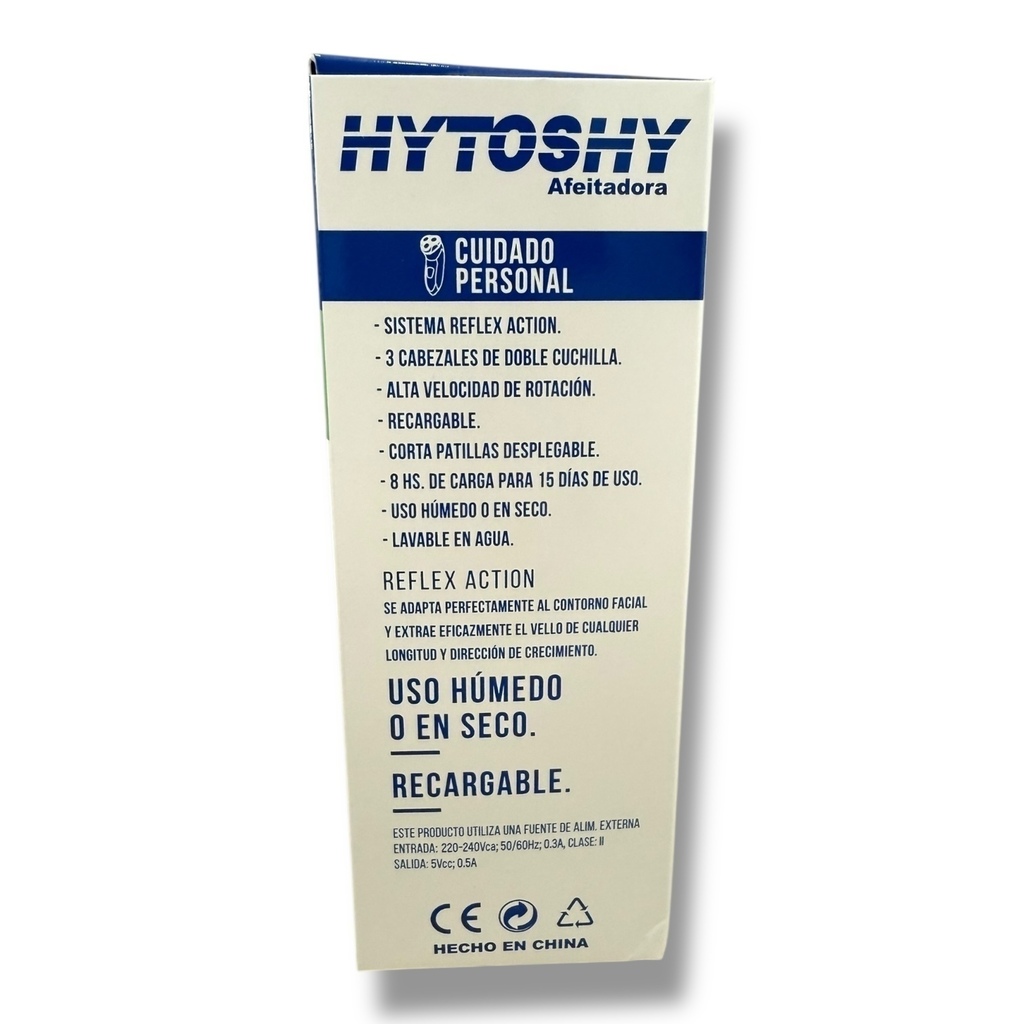 HYTOSHY
Afeitadora
CUIDADO
PERSONAL
- SISTEMA REFLEX ACTION.
- 3 CABEZALES DE DOBLE CUCHILLA.
- ALTA VELOCIDAD DE ROTACIÓN.
- RECARGABLE.
- CORTA PATILLAS DESPLEGABLE.
- 8 HS. DE CARGA PARA 15 DÍAS DE USO.
- USO HÚMEDO O EN SECO.
- LAVABLE EN AGUA.
REFLEX ACTION
SE ADAPTA PERFECTAMENTE AL CONTORNO FACIAL
Y EXTRAE EFICAZMENTE EL VELLO DE CUALQUIER
LONGITUD Y DIRECCIÓN DE CRECIMIENTO.
USO HÚMEDO
O EN SECO.
RECARGABLE.
ESTE PRODUCTO UTILIZA UNA FUENTE DE ALIM. EXTERNA
ENTRADA: 220-240Vca; 50/60Hz; 0.3A, CLASE: II
SALIDA: 5Vcc; 0.5A
CE
HECHO EN CHINA